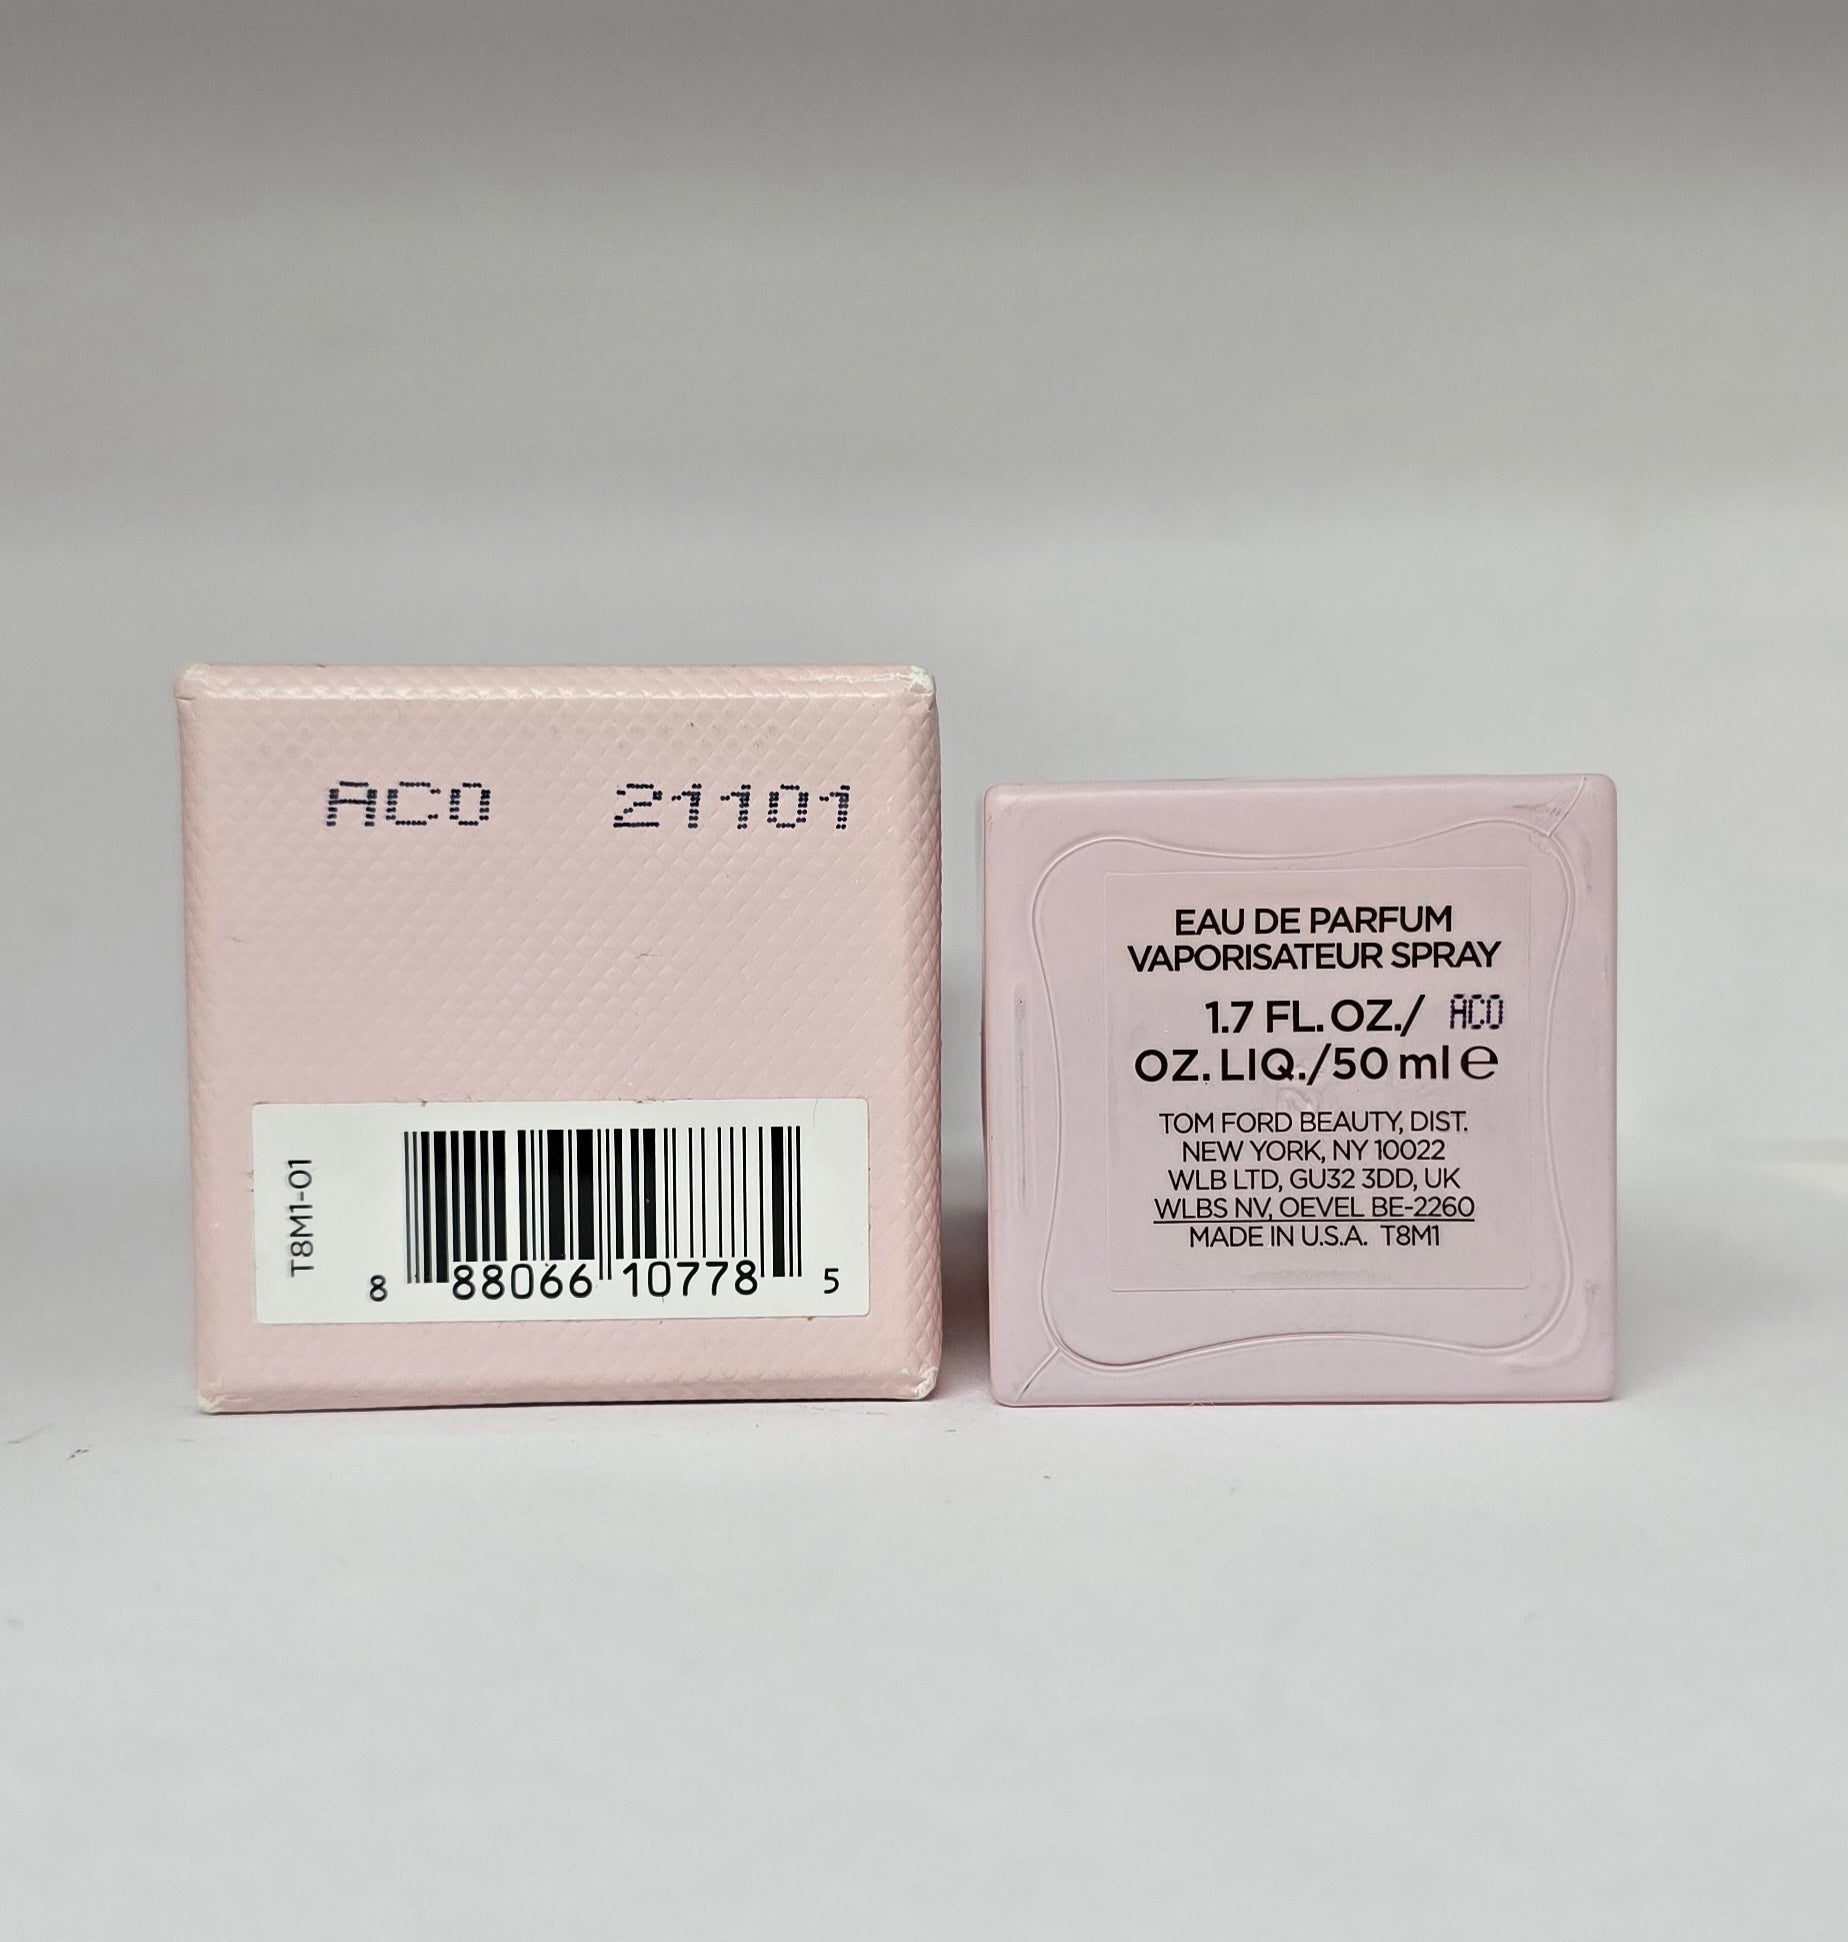 AC0 21101
T8M1-01
8 88066 10778 5
EAU DE PARFUM
VAPORISATEUR SPRAY
1.7 FL. OZ./ AC0
OZ. LIQ./50 ml e
TOM FORD BEAUTY, DIST.
NEW YORK, NY 10022
WLB LTD, GU32 3DD, UK
WLBS NV, OEVEL BE-2260
MADE IN U.S.A. T8M1